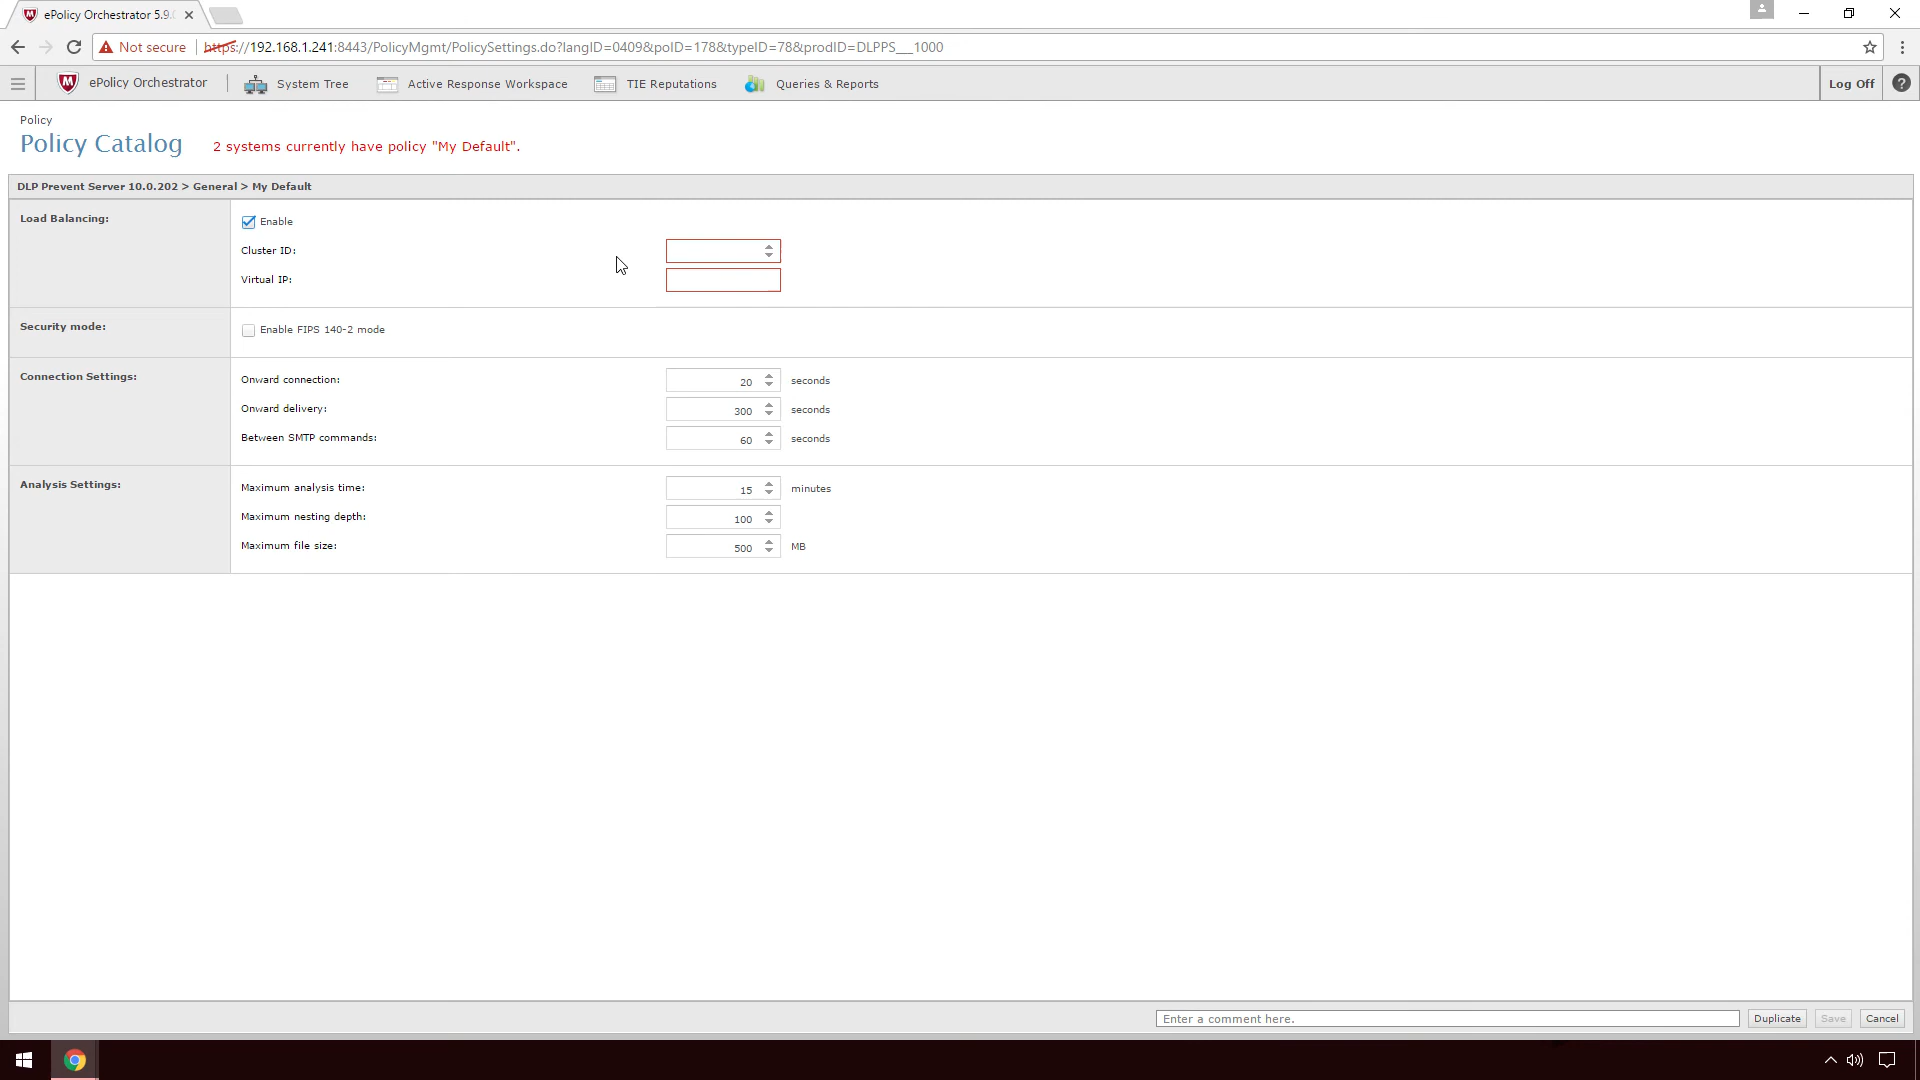 ePolicy Orchestrator 5.9.
Not secure https://192.168.1.241:8443/PolicyMgmt/PolicySettings.do?langID=0409&poID=178&typeID=78&prodID=DLPPS__1000
ePolicy Orchestrator System Tree Active Response Workspace TIE Reputations Queries & Reports Log Off ?
Policy
Policy Catalog 2 systems currently have policy "My Default".
DLP Prevent Server 10.0.202 > General > My Default
Load Balancing: Enable
Cluster ID:
Virtual IP:
Security mode: Enable FIPS 140-2 mode
Connection Settings: Onward connection: 20 seconds
Onward delivery: 300 seconds
Between SMTP commands: 60 seconds
Analysis Settings: Maximum analysis time: 15 minutes
Maximum nesting depth: 100
Maximum file size: 500 MB
Enter a comment here. Duplicate Save Cancel